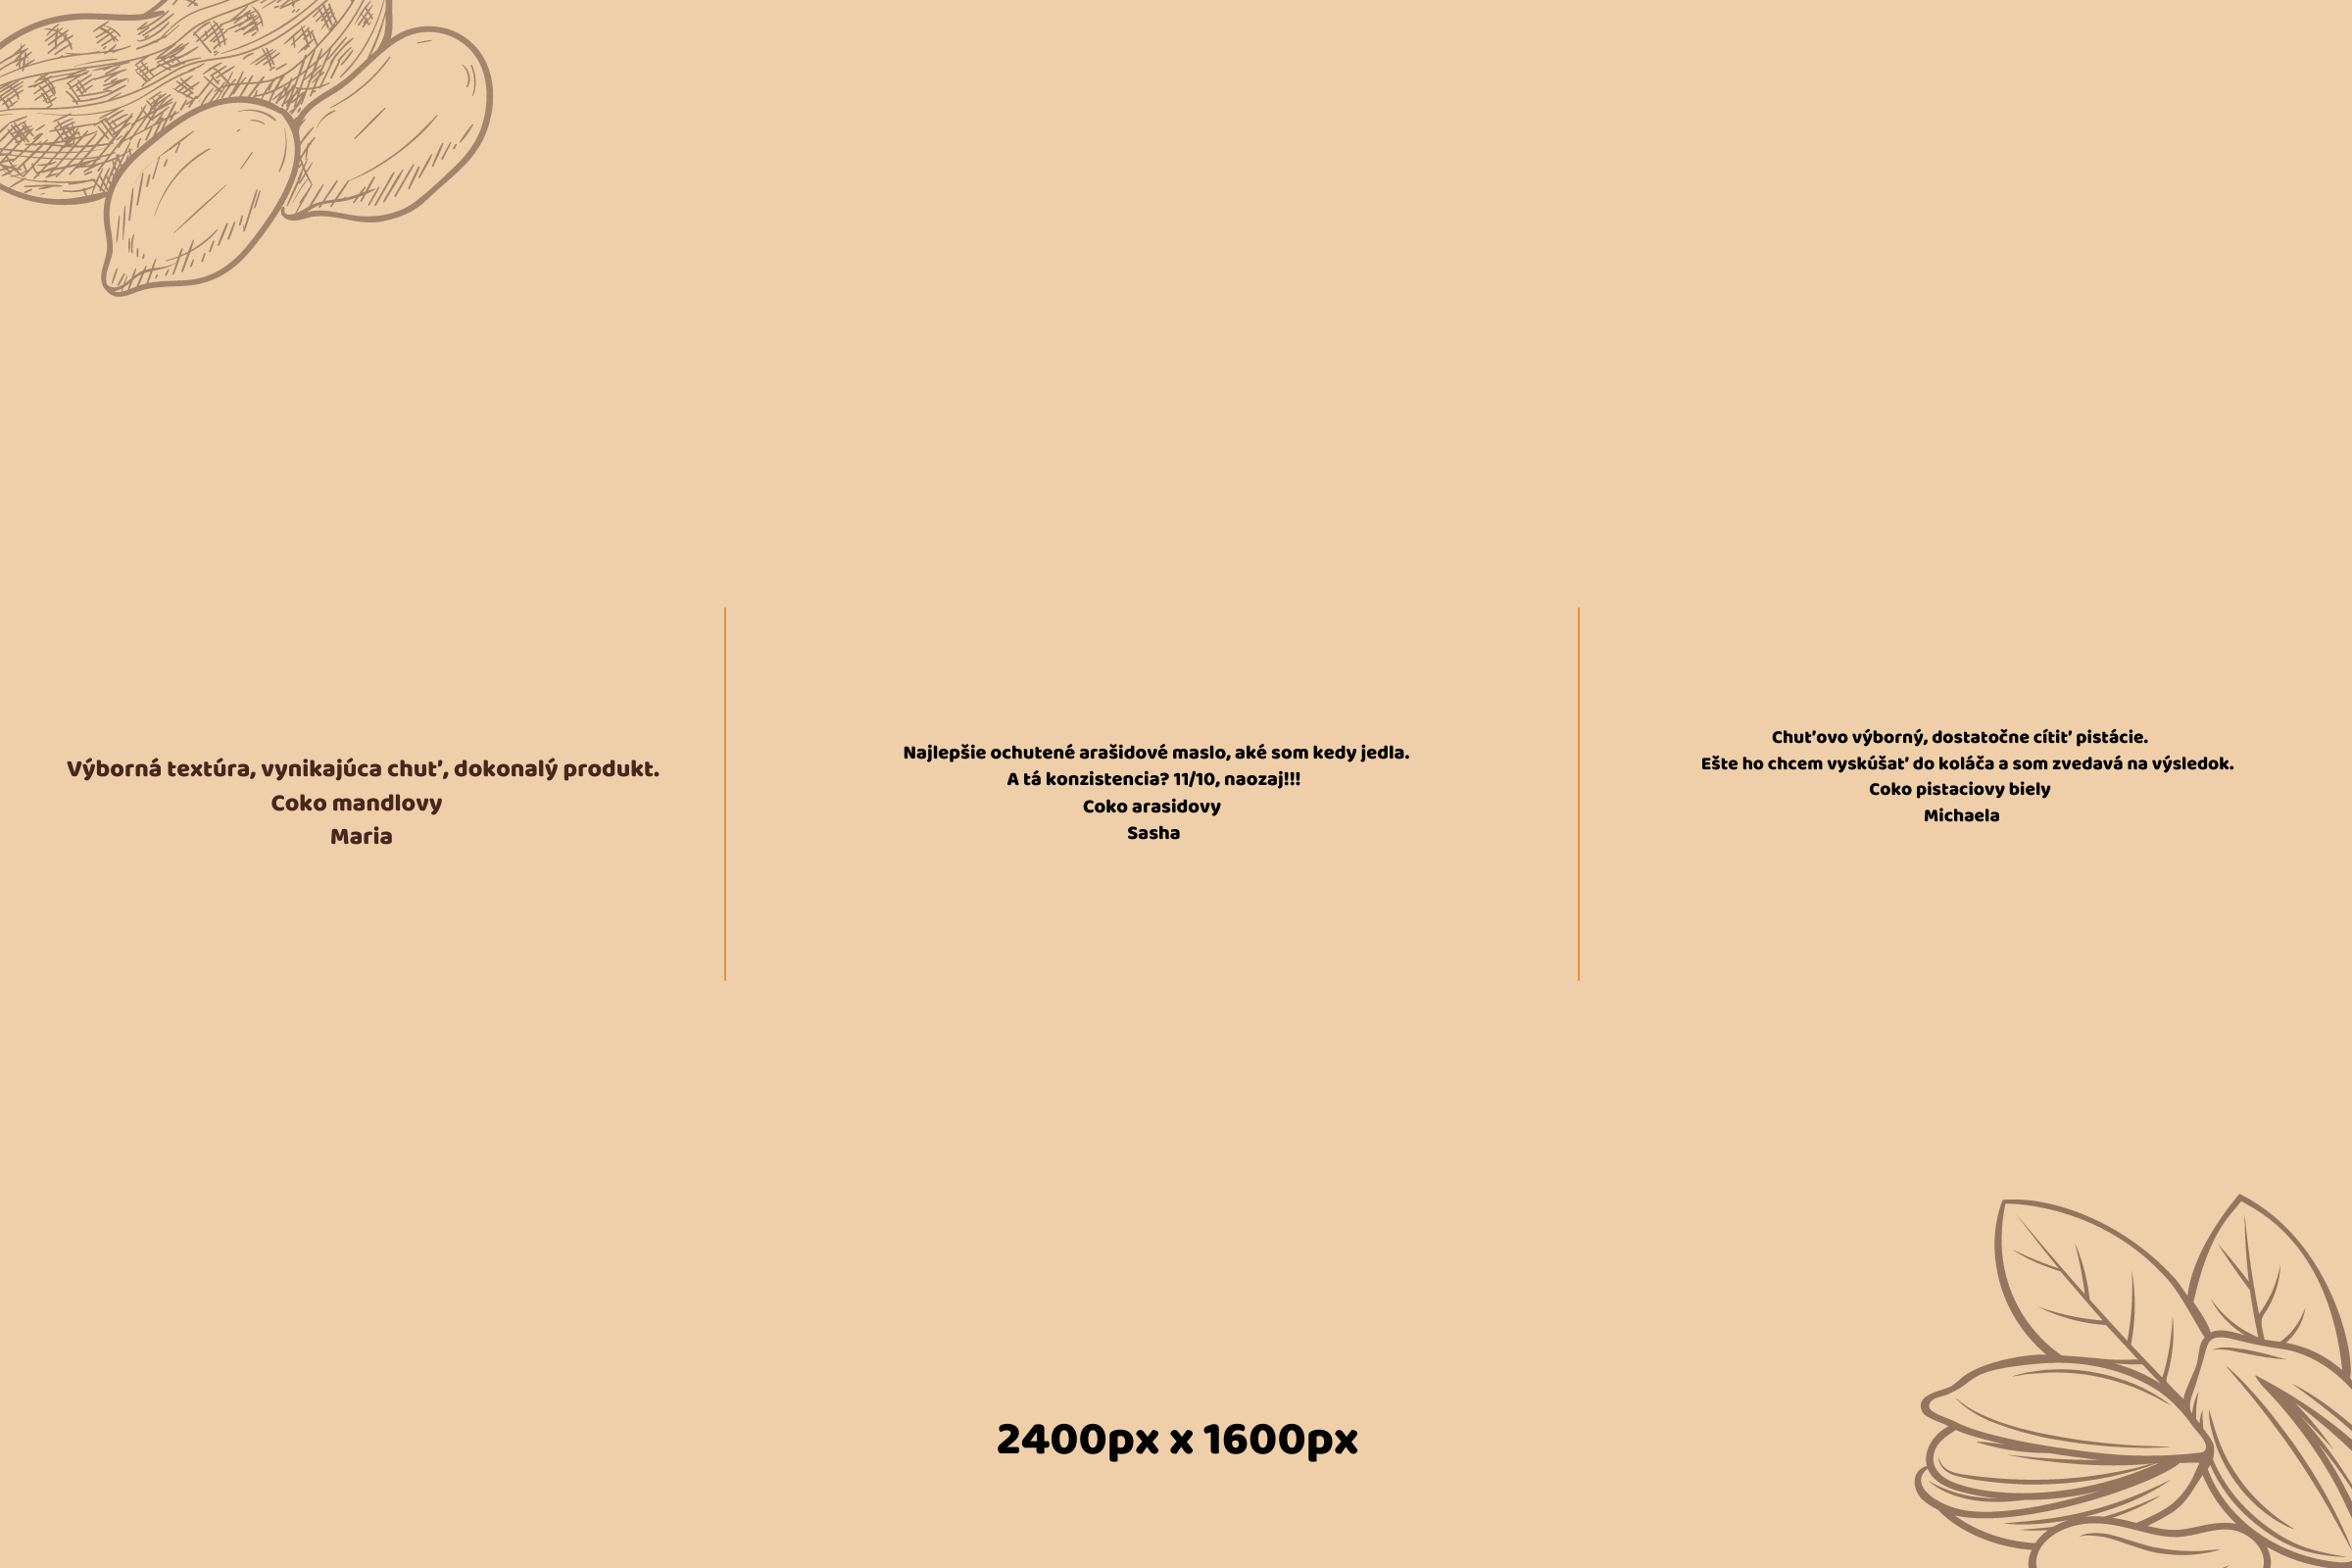 Výborná textúra, vynikajúca chuť, dokonalý produkt.
Coko mandlovy
Maria
Najlepšie ochutené arašidové maslo, aké som kedy jedla.
A tá konzistencia? 11/10, naozaj!!!
Coko arasidovy
Sasha
Chuťovo výborný, dostatočne cítiť pistácie.
Ešte ho chcem vyskúšať do koláča a som zvedavá na výsledok.
Coko pistaciovy biely
Michaela
2400px x 1600px